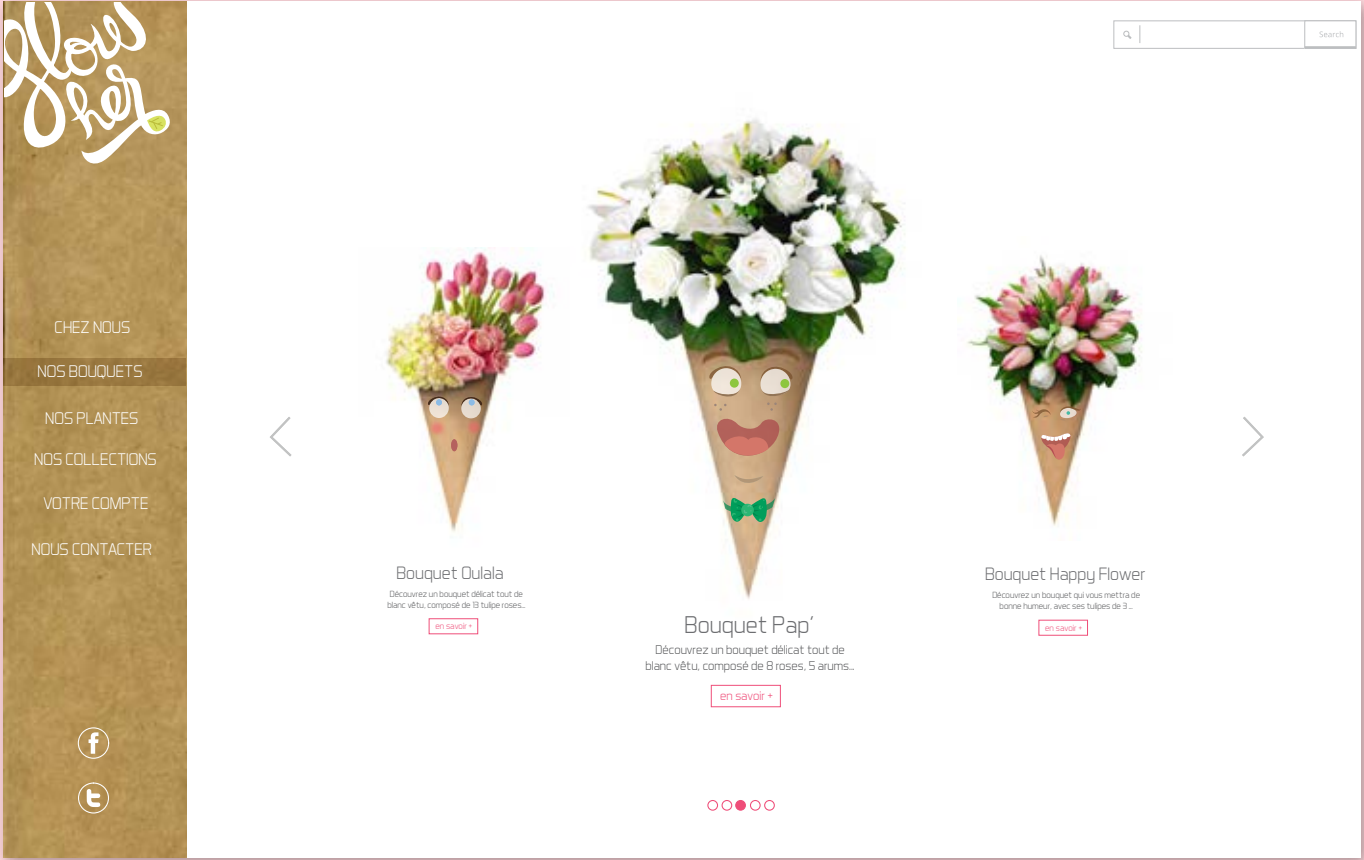 flow
her
Search
CHEZ NOUS
NOS BOUQUETS
NOS PLANTES
NOS COLLECTIONS
VOTRE COMPTE
NOUS CONTACTER
Bouquet Oulala
Découvrez un bouquet délicat tout de
blanc vêtu, composé de 13 tulipe roses...
en savoir +
Bouquet Pap'
Découvrez un bouquet délicat tout de
blanc vêtu, composé de 8 roses, 5 arums...
en savoir +
Bouquet Happy Flower
Découvrez un bouquet qui vous mettra de
bonne humeur, avec ses tulipes de 3 ...
en savoir +